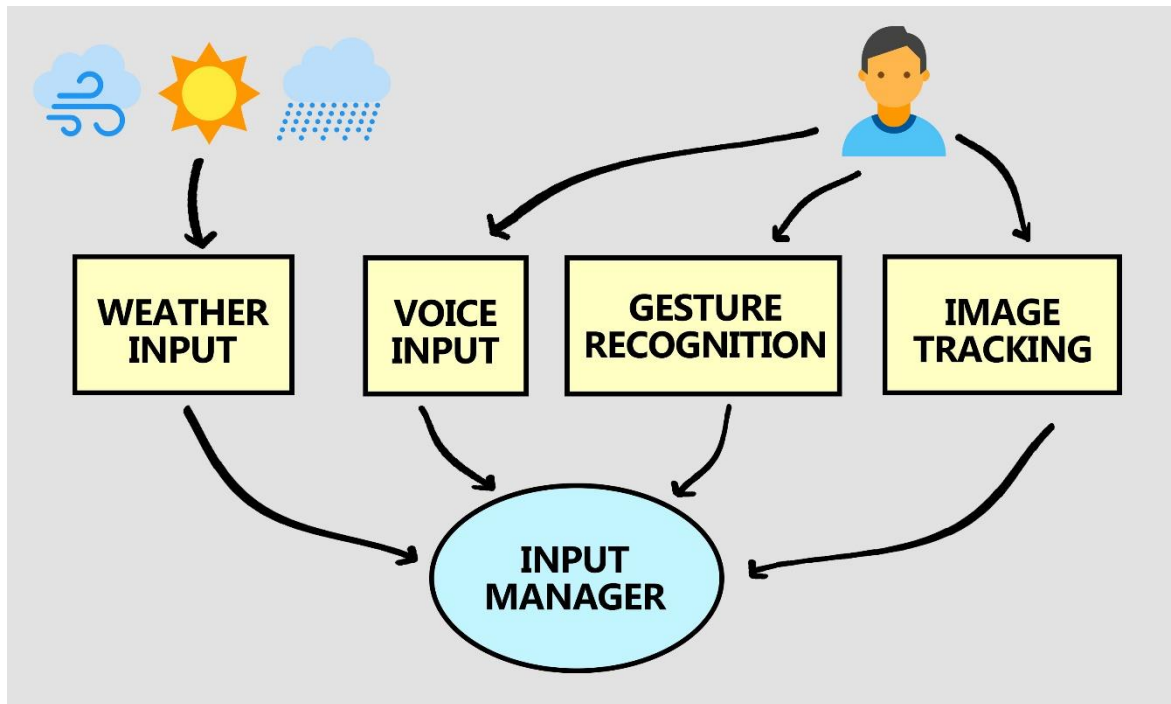 WEATHER
INPUT
VOICE
INPUT
GESTURE
RECOGNITION
IMAGE
TRACKING
INPUT
MANAGER